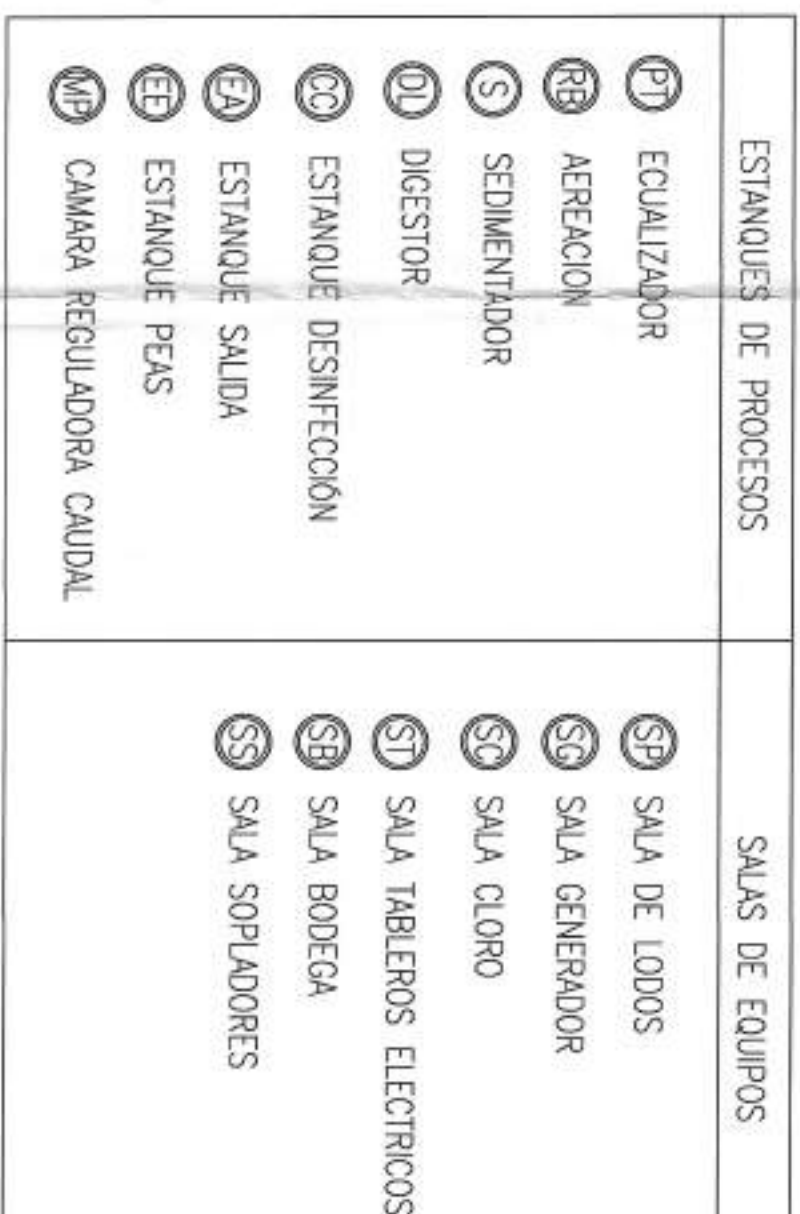 ESTANQUES DE PROCESOS
PT ECUALIZADOR
RB AEREACION
S SEDIMENTADOR
DL DIGESTOR
CC ESTANQUE DESINFECCIÓN
EA ESTANQUE SALIDA
EE ESTANQUE PEAS
MP CAMARA REGULADORA CAUDAL
SALAS DE EQUIPOS
SP SALA DE LODOS
SG SALA GENERADOR
SC SALA CLORO
ST SALA TABLEROS ELECTRICOS
SB SALA BODEGA
SS SALA SOPLADORES